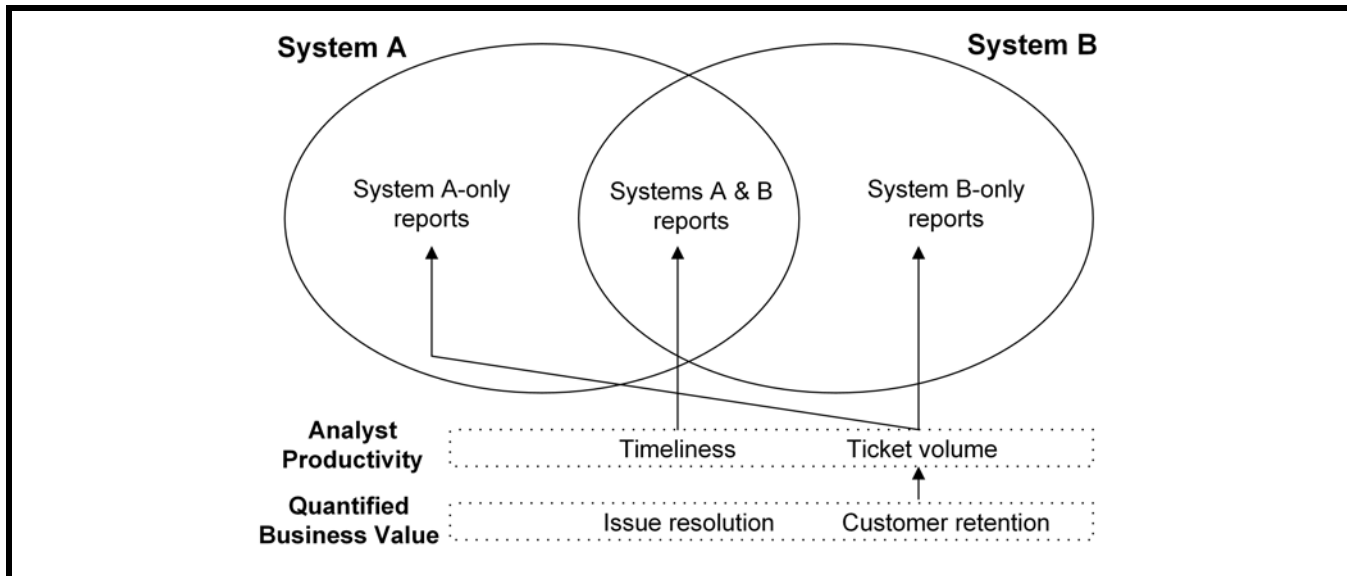 System A
System B
System A-only
reports
Systems A & B
reports
System B-only
reports
Analyst
Productivity
Timeliness
Ticket volume
Quantified
Business Value
Issue resolution
Customer retention